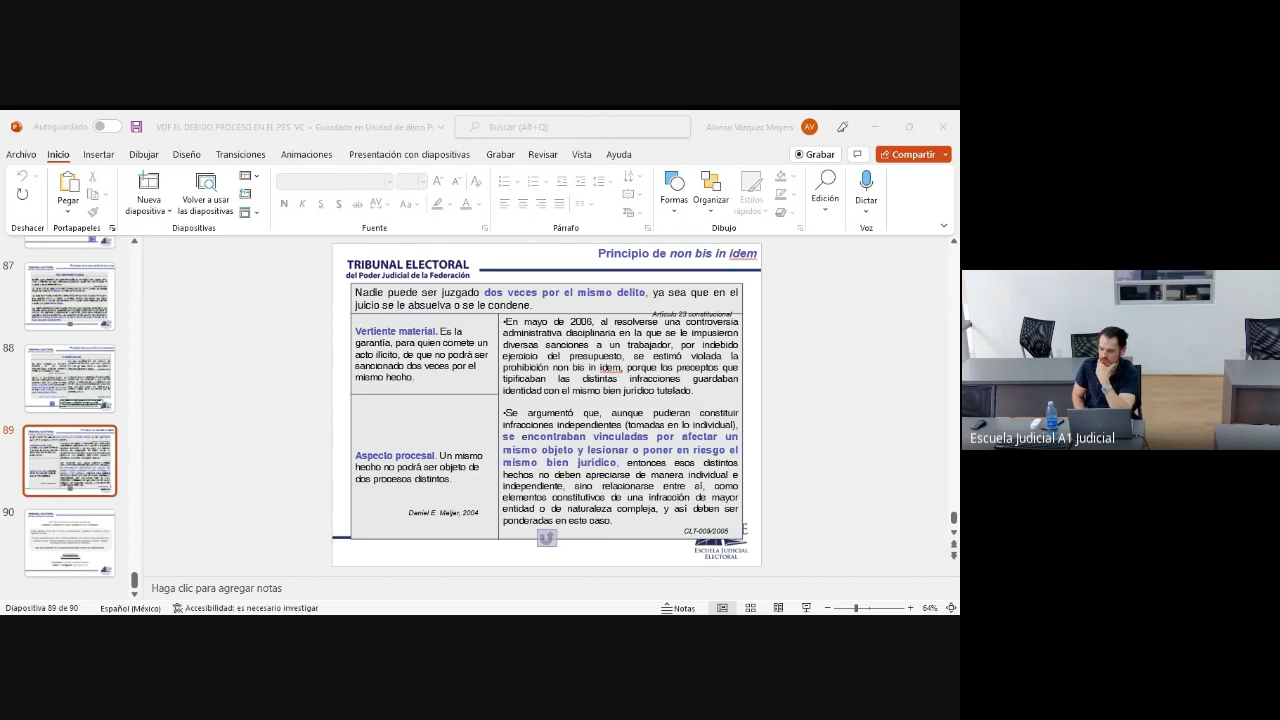 Autoguardado
VDF EL DEBIDO PROCESO EN EL PES VC • Guardado en Unidad de disco P:
Buscar (Alt+Q)
Alonso Vázquez Moyers
AV
Archivo Inicio Insertar Dibujar Diseño Transiciones Animaciones Presentación con diapositivas Grabar Revisar Vista Ayuda
Grabar
Compartir
Pegar
Nueva diapositiva
Volver a usar las diapositivas
N K S S ab AV Aa A
Formas
Organizar
Estilos rápidos
Edición
Dictar
Deshacer Portapapeles Diapositivas Fuente Párrafo Dibujo Voz
87
88
89
90
Principio de non bis in idem
TRIBUNAL ELECTORAL
del Poder Judicial de la Federación
Nadie puede ser juzgado dos veces por el mismo delito, ya sea que en el
juicio se le absuelva o se le condene.
Artículo 23 constitucional
Vertiente material. Es la
garantía, para quien comete un
acto ilícito, de que no podrá ser
sancionado dos veces por el
mismo hecho.
Aspecto procesal. Un mismo
hecho no podrá ser objeto de
dos procesos distintos.
Daniel E. Maljar, 2004
•En mayo de 2006, al resolverse una controversia
administrativa disciplinaria en la que se le impusieron
diversas sanciones a un trabajador, por indebido
ejercicio del presupuesto, se estimó violada la
prohibición non bis in idem, porque los preceptos que
tipificaban las distintas infracciones guardaban
identidad con el mismo bien jurídico tutelado.
•Se argumentó que, aunque pudieran constituir
infracciones independientes (tomadas en lo individual),
se encontraban vinculadas por afectar un
mismo objeto y lesionar o poner en riesgo el
mismo bien jurídico, entonces esos distintos
hechos no deben apreciarse de manera individual e
independiente, sino relacionarse entre sí, como
elementos constitutivos de una infracción de mayor
entidad o de naturaleza compleja, y así deben ser
ponderadas en este caso.
CLT-009/2005
ESCUELA JUDICIAL
ELECTORAL
Haga clic para agregar notas
Diapositiva 89 de 90
Español (México)
Accesibilidad: es necesario investigar
Notas
64%
Escuela Judicial A1 Judicial